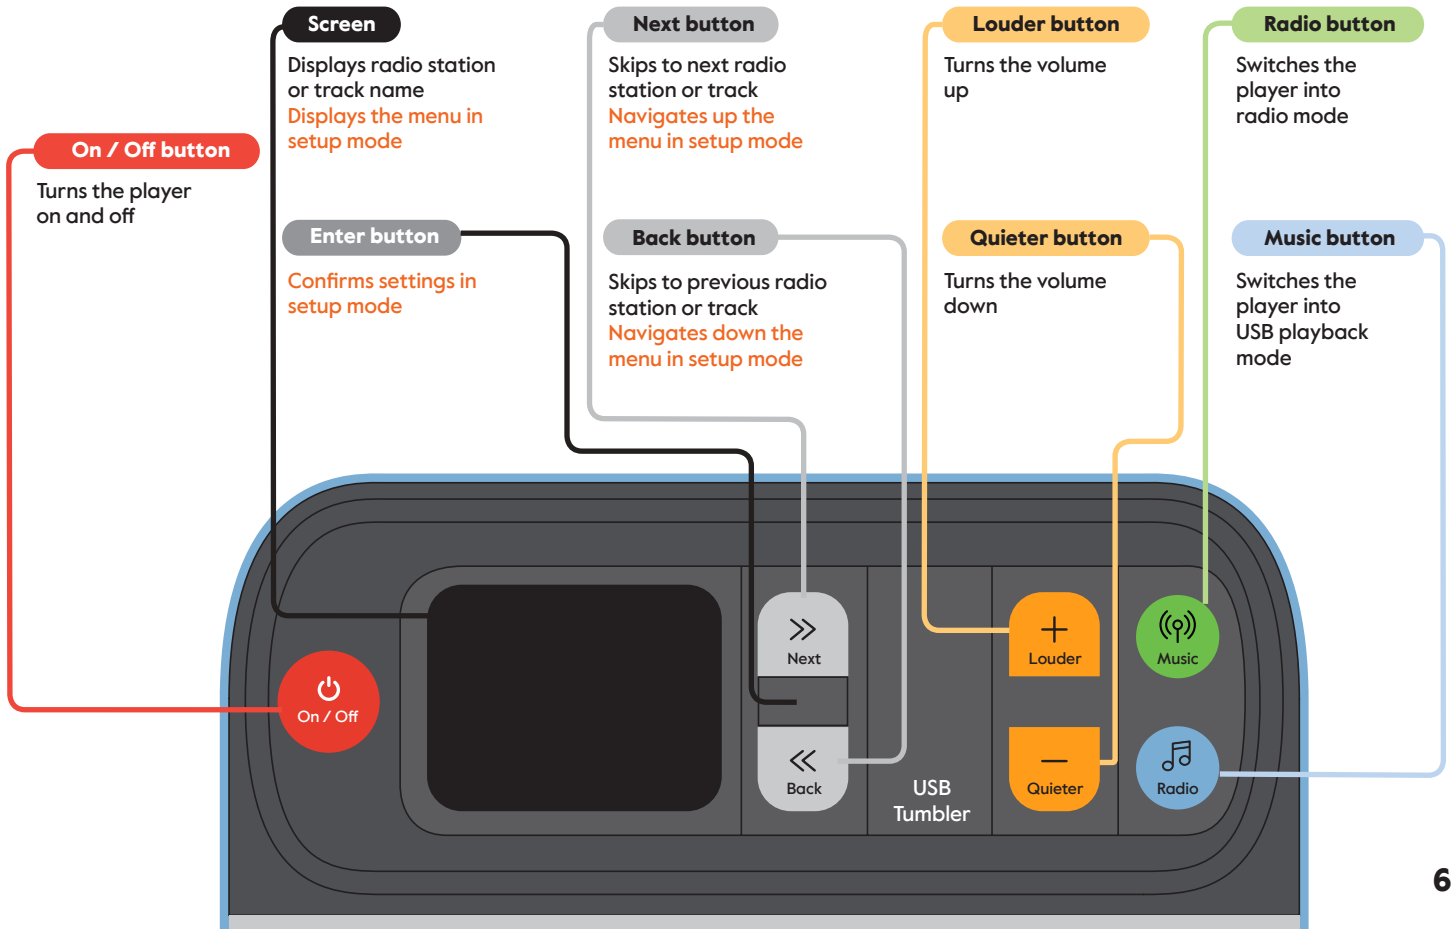 Screen
Displays radio station
or track name
Displays the menu in
setup mode
Next button
Skips to next radio
station or track
Navigates up the
menu in setup mode
Louder button
Turns the volume
up
Radio button
Switches the
player into
radio mode
On / Off button
Turns the player
on and off
Enter button
Confirms settings in
setup mode
Back button
Skips to previous radio
station or track
Navigates down the
menu in setup mode
Quieter button
Turns the volume
down
Music button
Switches the
player into
USB playback
mode
On / Off
Next
Back
USB
Tumbler
Louder
Quieter
Music
Radio
6